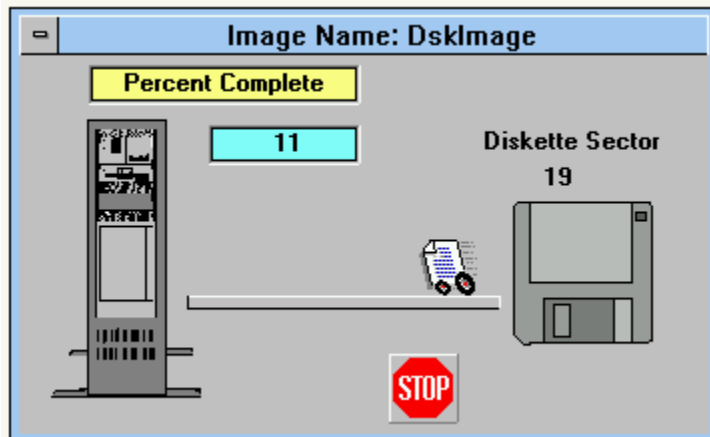 Image Name: DskImage
Percent Complete
11
Diskette Sector
19
STOP